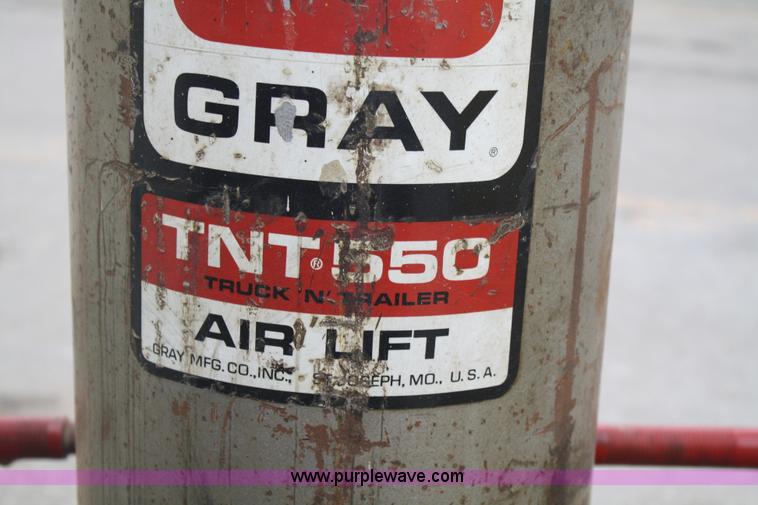 GRAY®
TNT® 550
TRUCK 'N' TRAILER
AIR LIFT
GRAY MFG. CO., INC., ST. JOSEPH, MO., U.S.A.
www.purplewave.com